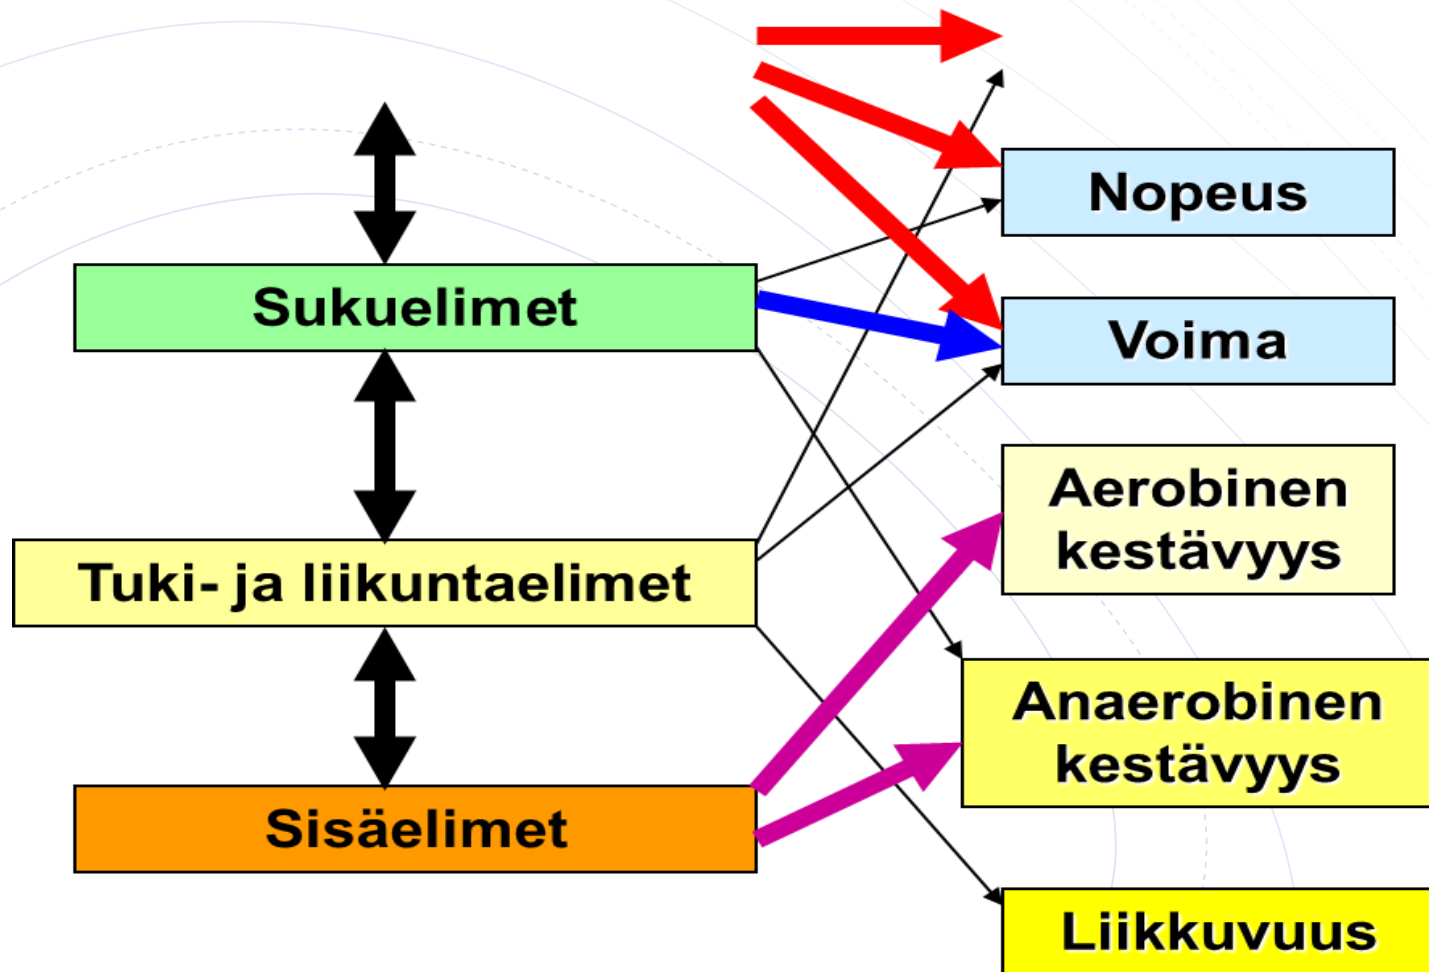 Nopeus
Sukuelimet
Voima
Aerobinen
kestävyys
Tuki- ja liikuntaelimet
Anaerobinen
kestävyys
Sisäelimet
Liikkuvuus